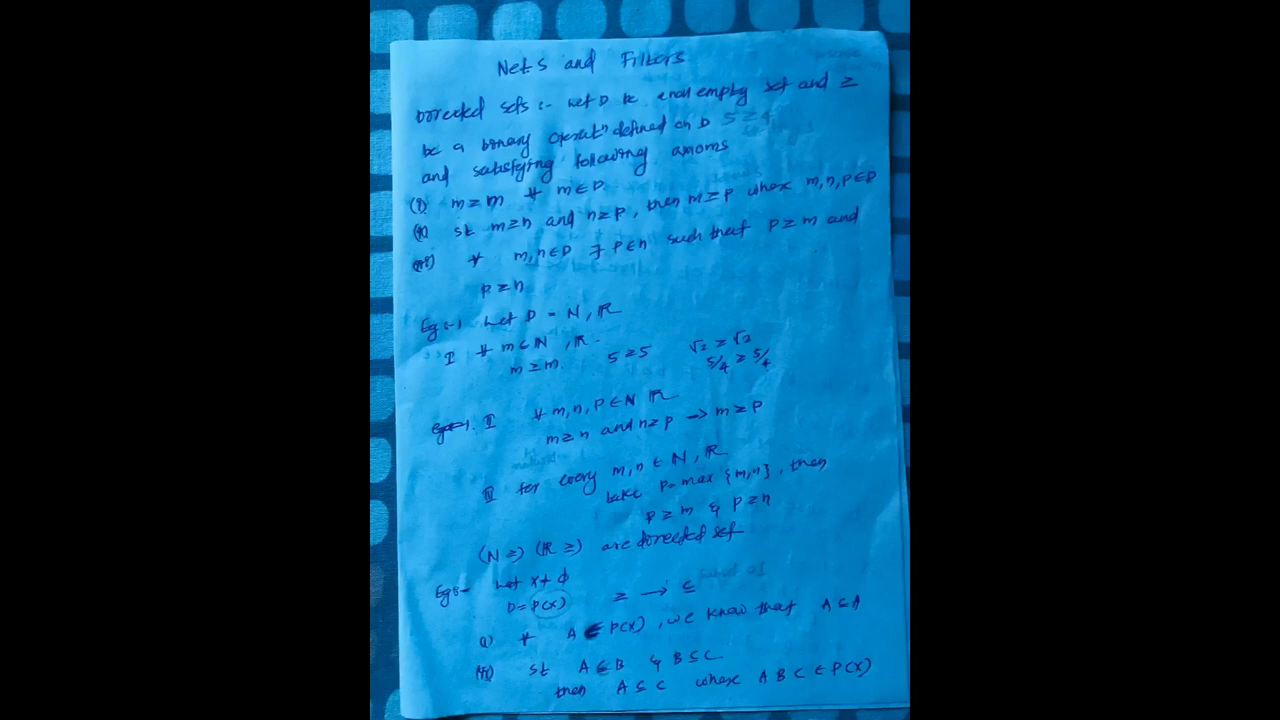 Nets and Filters
Directed sets :- Let D be a non empty set and ≥
be a binary operatn defined on D 5 ≥ 4
and satisfying following axioms
(i) m ≥ m ∀ m ∈ D
(ii) st m ≥ n and n ≥ p, then m ≥ p where m, n, p ∈ D
(iii) ∀ m, n ∈ D ∃ p ∈ n such that p ≥ m and
p ≥ n
Eg :- 1 Let D = N, R
I ∀ m ∈ N, R.
m ≥ m. 5 ≥ 5 √2 ≥ √2
5/4 ≥ 5/4
II ∀ m, n, p ∈ N R
m ≥ n and n ≥ p → m ≥ p
III for every m, n ∈ N, R
take p = max {m, n}, then
p ≥ m & p ≥ n
(N ≥) (R ≥) are directed set
Eg :- Let X ≠ ϕ
D = P(X) ≥ → ⊆
(i) ∀ A ∈ P(X), we know that A ⊆ A
(ii) st A ⊆ B & B ⊆ C
then A ⊆ C where A B C ∈ P(X)